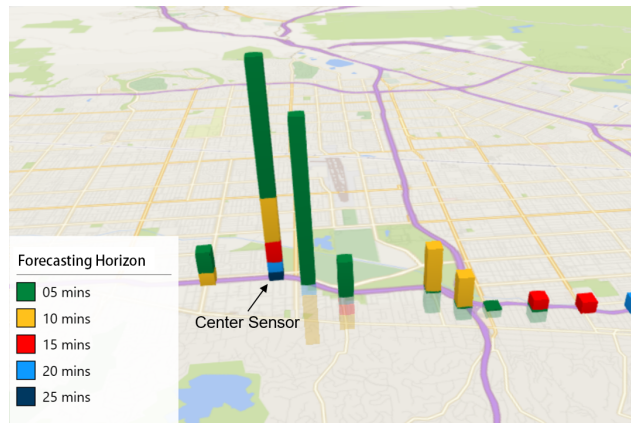 Forecasting Horizon
05 mins
10 mins
15 mins
20 mins
25 mins
Center Sensor